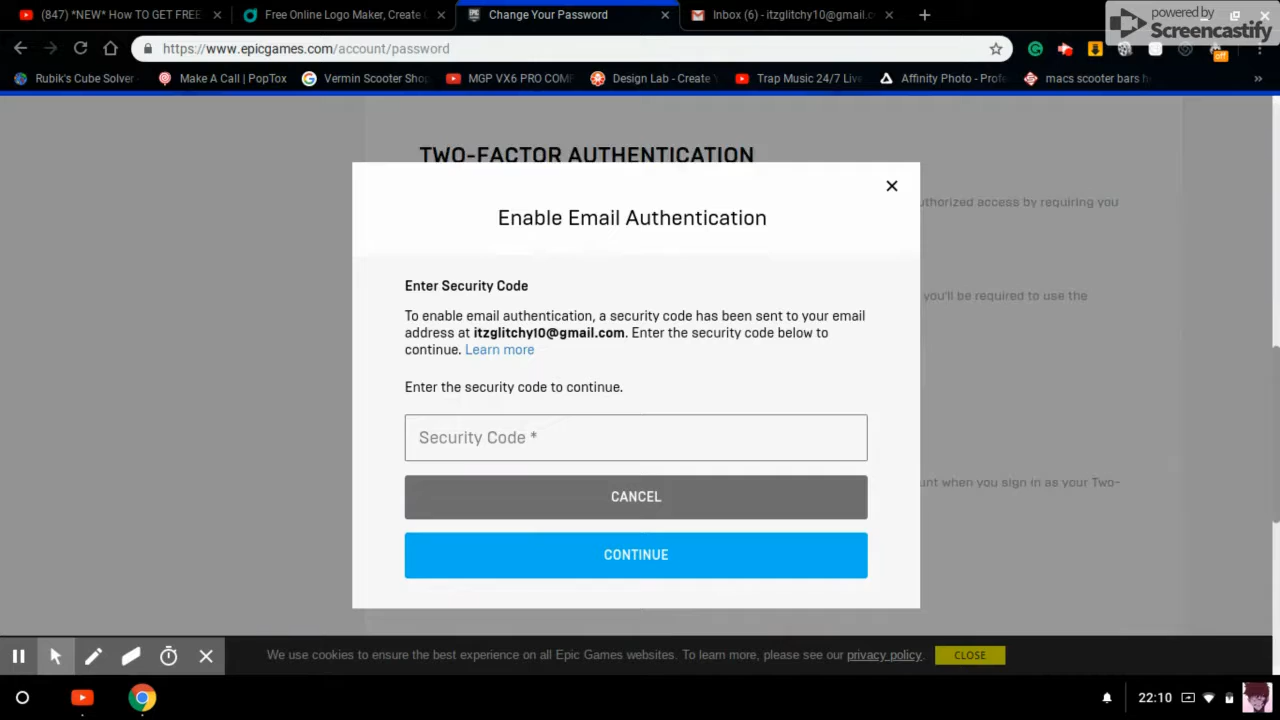 (847) *NEW* How TO GET FREE
Free Online Logo Maker, Create
Change Your Password
Inbox (6) - itzglitchy10@gmail.co
powered by
Screencastify
https://www.epicgames.com/account/password
off
Rubik's Cube Solver
Make A Call | PopTox
Vermin Scooter Shop
MGP VX6 PRO COMP
Design Lab - Create
Trap Music 24/7 Live
Affinity Photo - Profe
macs scooter bars h
»
TWO-FACTOR AUTHENTICATION
uthorized access by requiring you
Enable Email Authentication
you'll be required to use the
Enter Security Code
To enable email authentication, a security code has been sent to your email
address at itzglitchy10@gmail.com. Enter the security code below to
continue. Learn more
Enter the security code to continue.
Security Code *
unt when you sign in as your Two-
CANCEL
CONTINUE
We use cookies to ensure the best experience on all Epic Games websites. To learn more, please see our privacy policy.
CLOSE
22:10